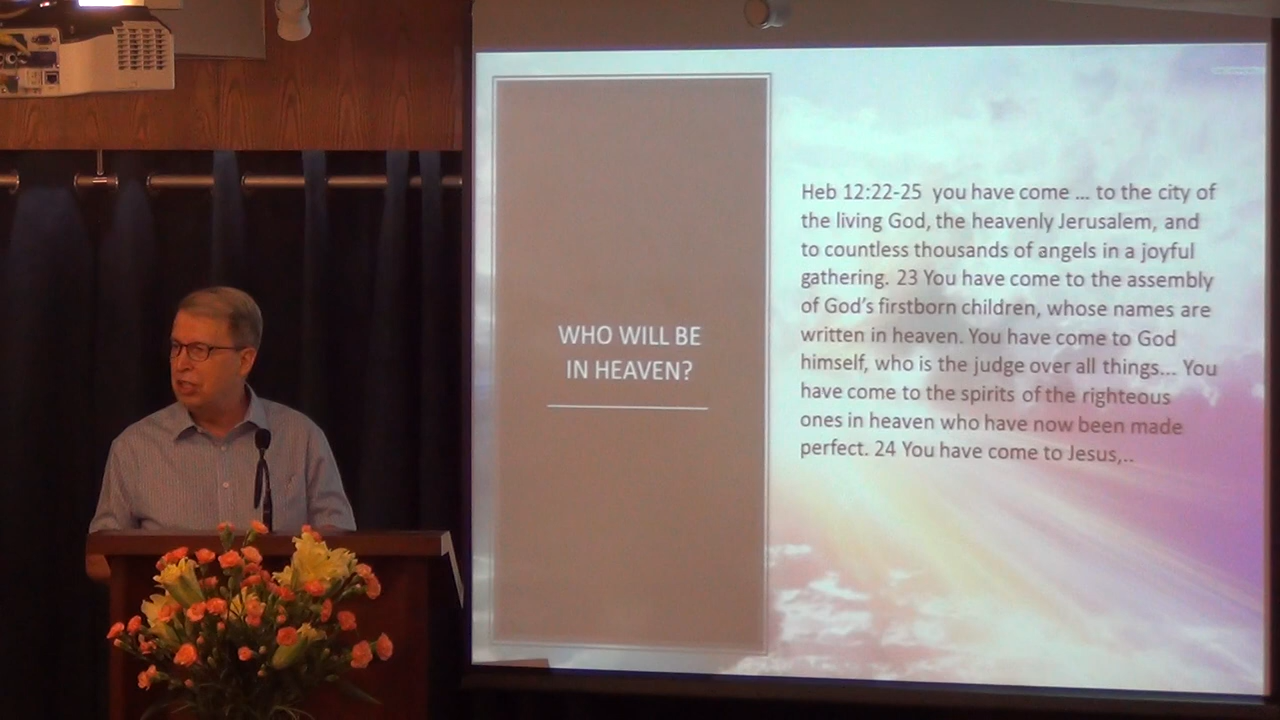 WHO WILL BE
IN HEAVEN?
Heb 12:22-25  you have come ... to the city of
the living God, the heavenly Jerusalem, and
to countless thousands of angels in a joyful
gathering. 23 You have come to the assembly
of God's firstborn children, whose names are
written in heaven. You have come to God
himself, who is the judge over all things... You
have come to the spirits of the righteous
ones in heaven who have now been made
perfect. 24 You have come to Jesus,..